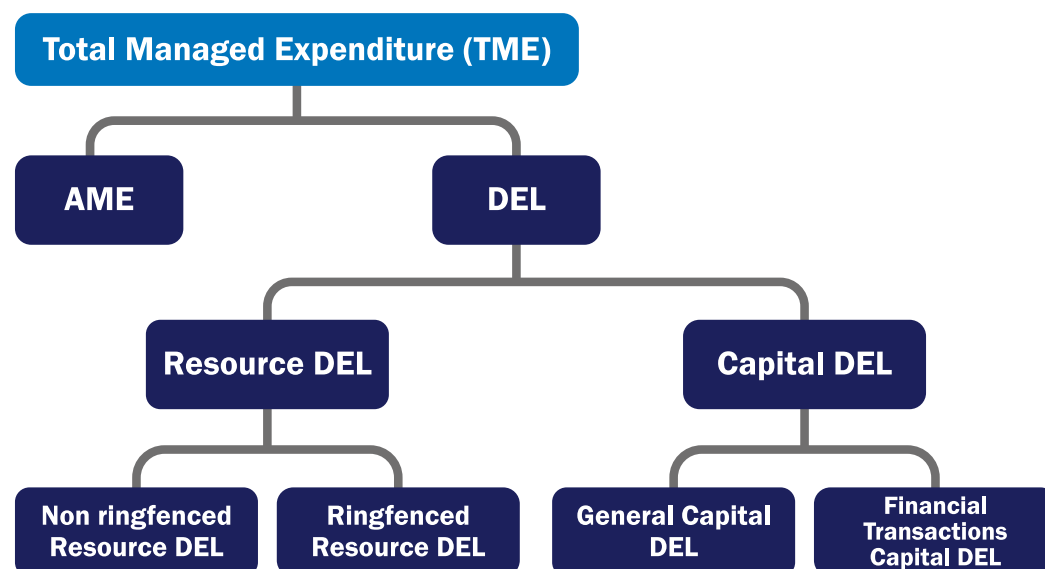 Total Managed Expenditure (TME)
AME
DEL
Resource DEL
Capital DEL
Non ringfenced
Resource DEL
Ringfenced
Resource DEL
General Capital
DEL
Financial
Transactions
Capital DEL